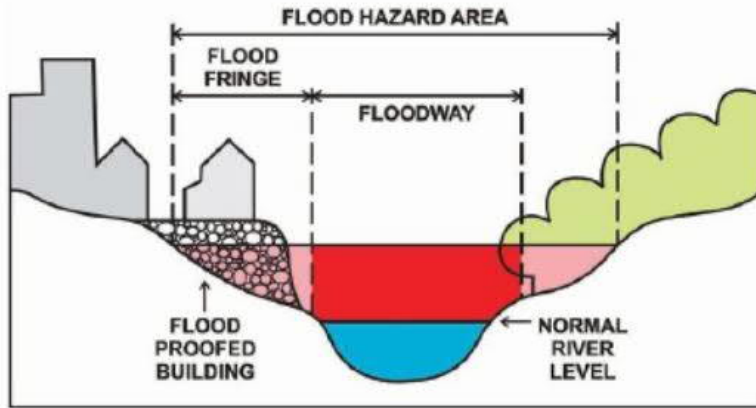 FLOOD HAZARD AREA
FLOOD
FRINGE
FLOODWAY
FLOOD
PROOFED
BUILDING
NORMAL
RIVER
LEVEL